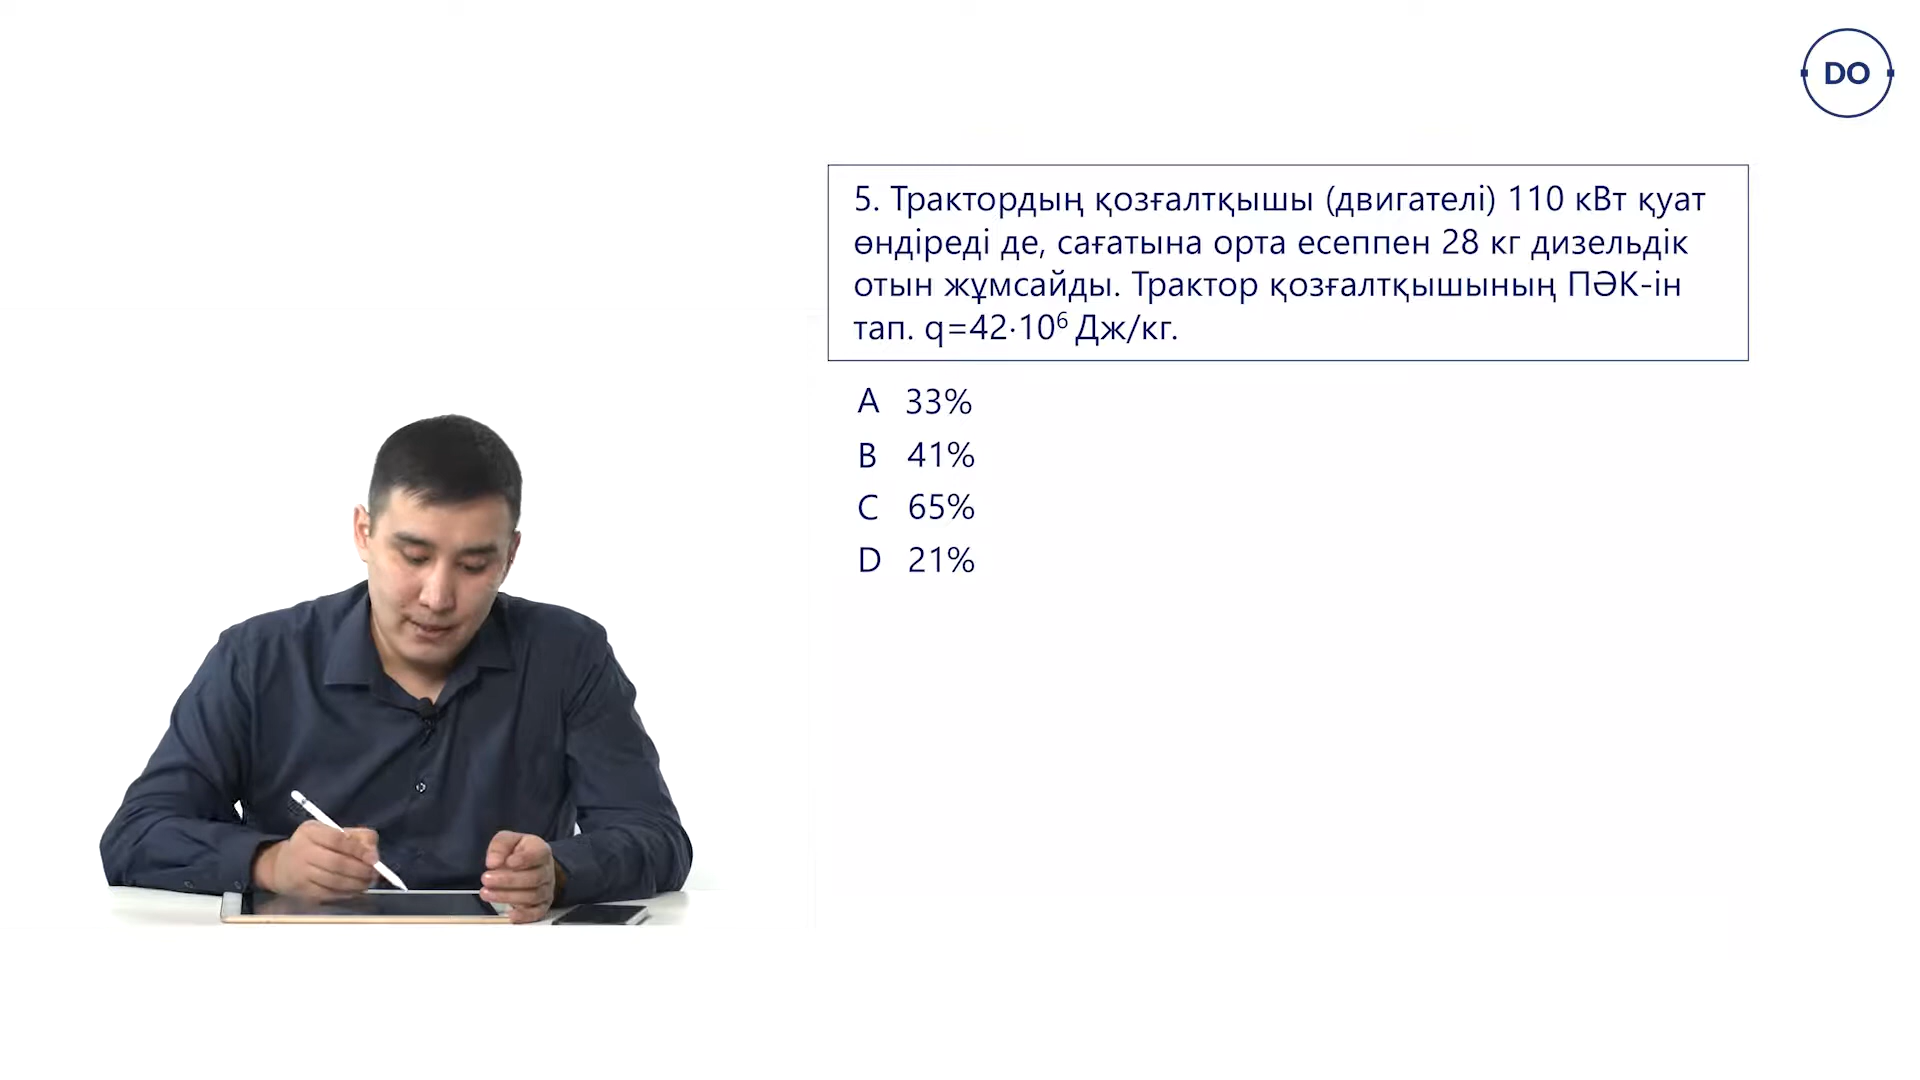 DO
5. Трактордың қозғалтқышы (двигателі) 110 кВт қуат
өндіреді де, сағатына орта есеппен 28 кг дизельдік
отын жұмсайды. Трактор қозғалтқышының ПӘК-ін
тап. q=42·10⁶ Дж/кг.
A 33%
B 41%
C 65%
D 21%